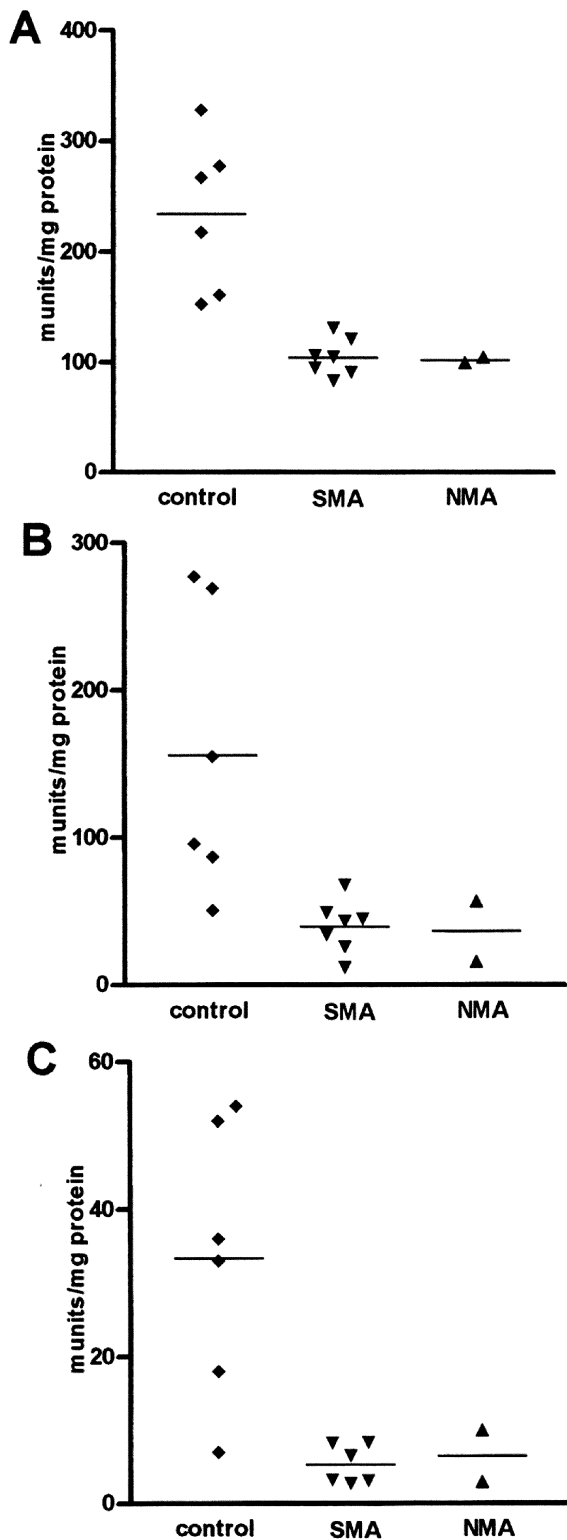 A
400
300
200
100
0
munits/mg protein
control SMA NMA
B
300
200
100
0
munits/mg protein
control SMA NMA
C
60
40
20
0
munits/mg protein
control SMA NMA